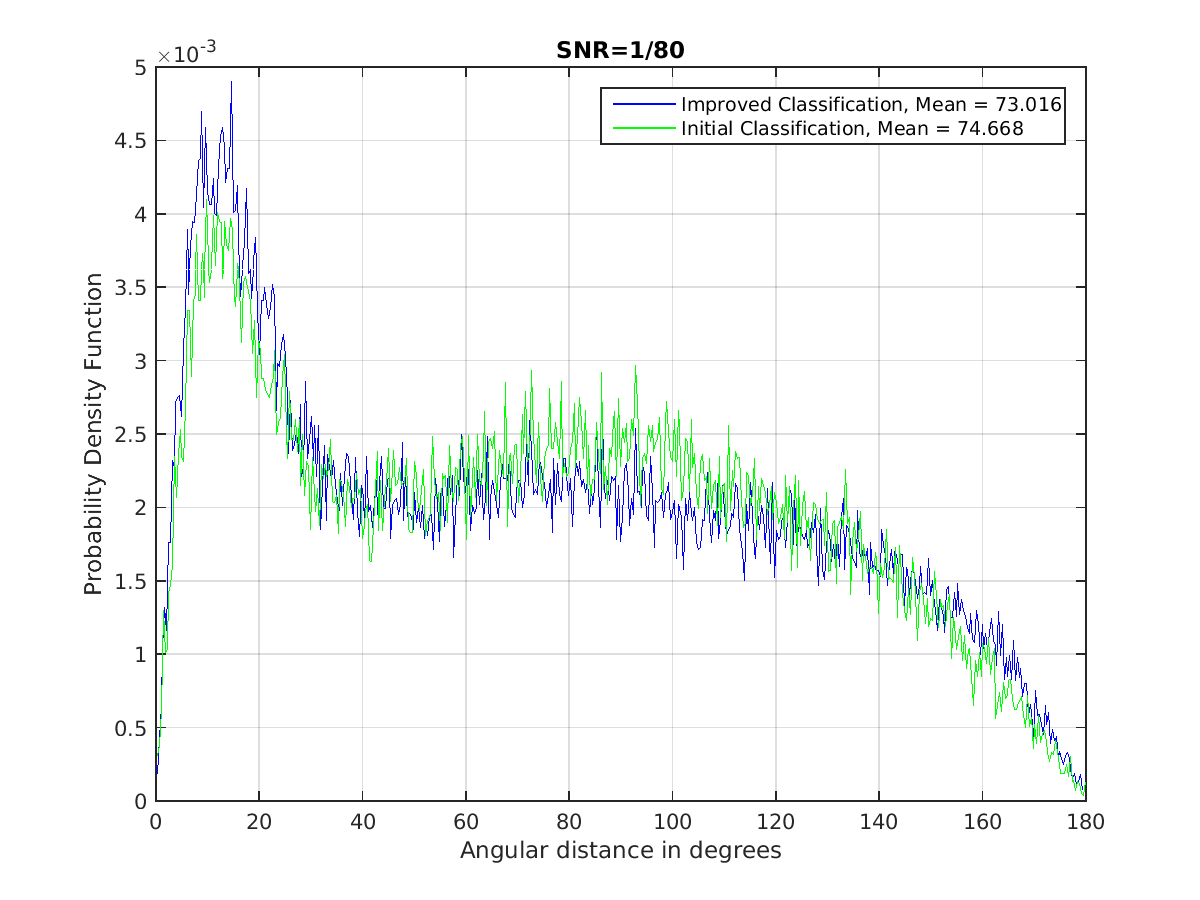 SNR=1/80
×10-3
Improved Classification, Mean = 73.016
Initial Classification, Mean = 74.668
Probability Density Function
5
4.5
4
3.5
3
2.5
2
1.5
1
0.5
0
0 20 40 60 80 100 120 140 160 180
Angular distance in degrees